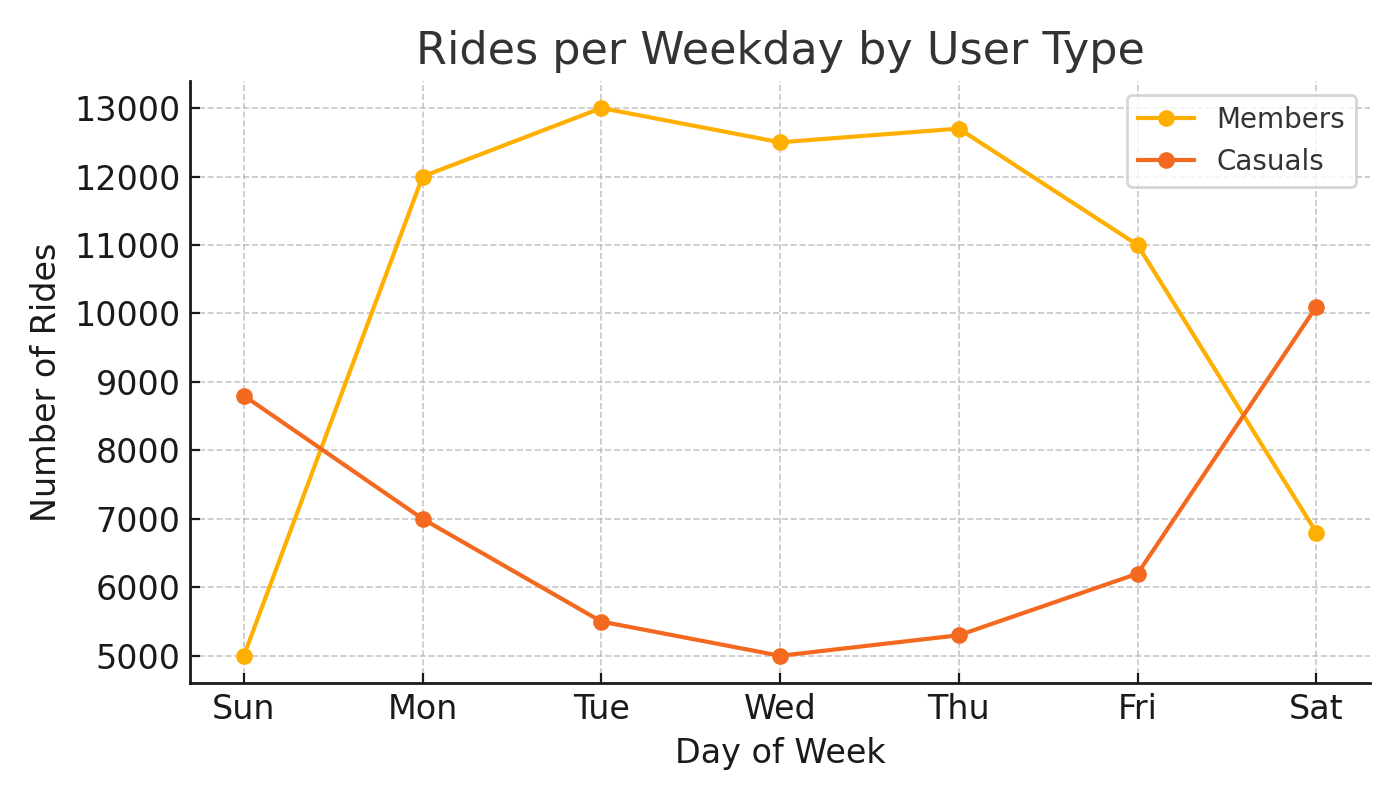 Rides per Weekday by User Type
Members
Casuals
Number of Rides
13000
12000
11000
10000
9000
8000
7000
6000
5000
Sun Mon Tue Wed Thu Fri Sat
Day of Week